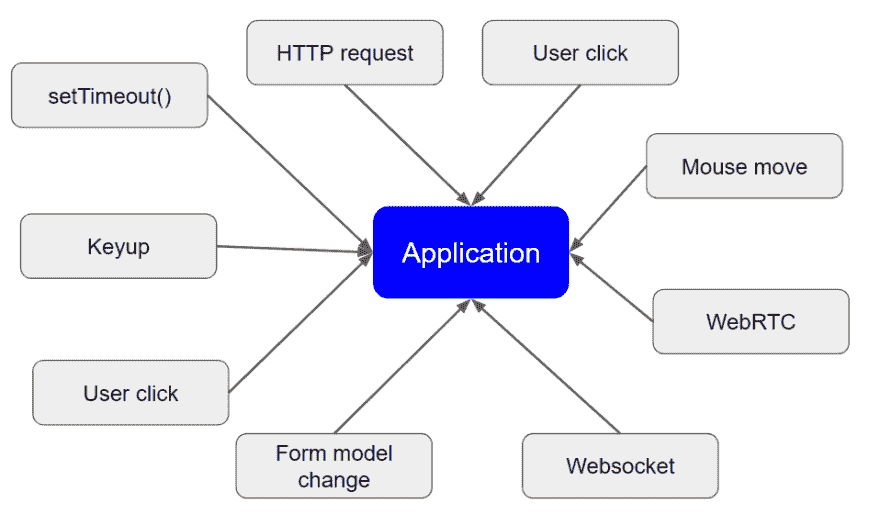 HTTP request
User click
setTimeout()
Mouse move
Keyup
Application
WebRTC
User click
Form model
change
Websocket